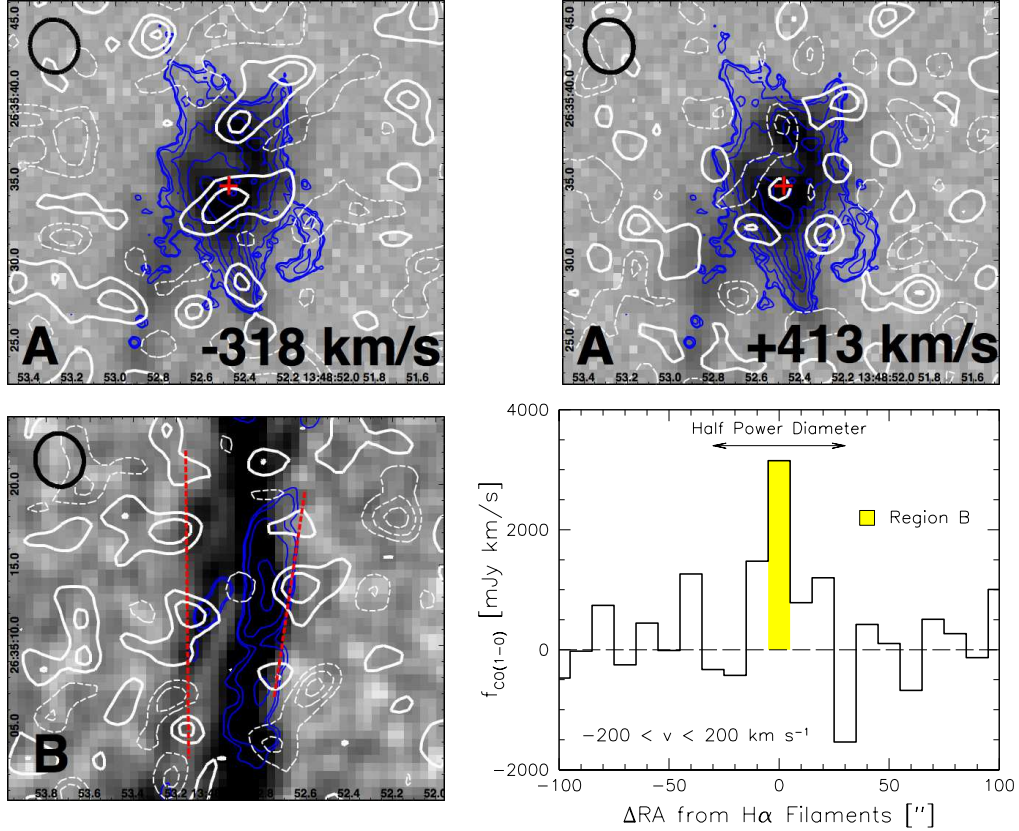 45.0
26:35:40.0
35.0
30.0
25.0
A
-318 km/s
53.4 53.2 53.0 52.8 52.6 52.4 52.2 13:48:52.0 51.8 51.6
45.0
26:35:40.0
35.0
30.0
25.0
A
+413 km/s
53.4 53.2 53.0 52.8 52.6 52.4 52.2 13:48:52.0 51.8 51.6
20.0
15.0
26:35:10.0
05.0
B
53.8 53.6 53.4 53.2 52.8 52.6 52.4 52.2 52.0
4000
2000
0
−2000
f CO(1−0) [mJy km/s]
Half Power Diameter
Region B
−200 < v < 200 km s⁻¹
−100 −50 0 50 100
ΔRA from Hα Filaments ["]